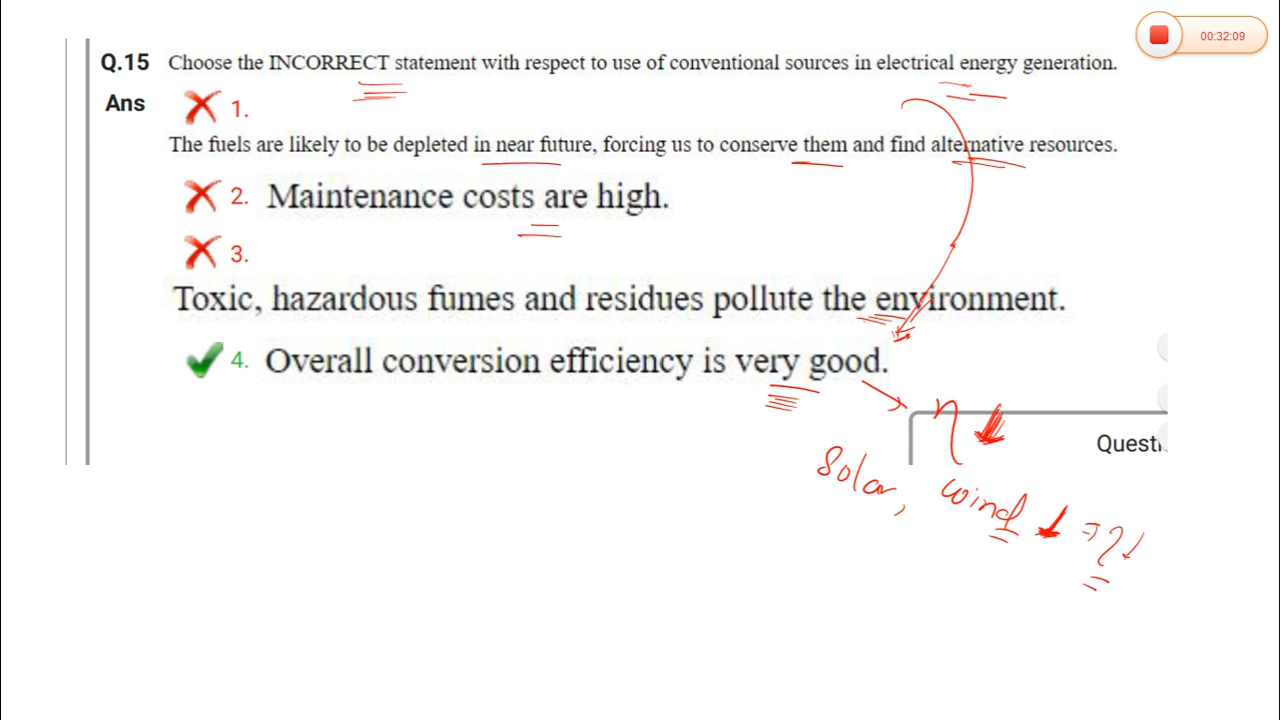 00:32:09
Q.15 Choose the INCORRECT statement with respect to use of conventional sources in electrical energy generation.
Ans 1.
The fuels are likely to be depleted in near future, forcing us to conserve them and find alternative resources.
2. Maintenance costs are high.
3.
Toxic, hazardous fumes and residues pollute the environment.
4. Overall conversion efficiency is very good.
η ↓
Questi
Solar, wind ↓ ⇒ η↓